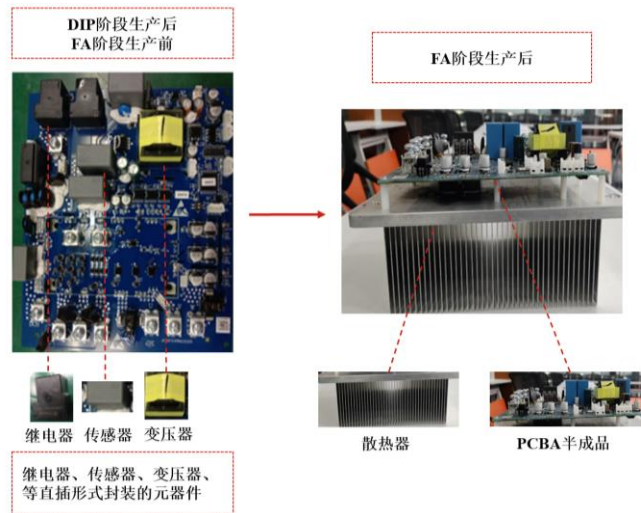 DIP阶段生产后
FA阶段生产前
FA阶段生产后
继电器
传感器
变压器
散热器
PCBA半成品
继电器、传感器、变压器、
等直插形式封装的元器件